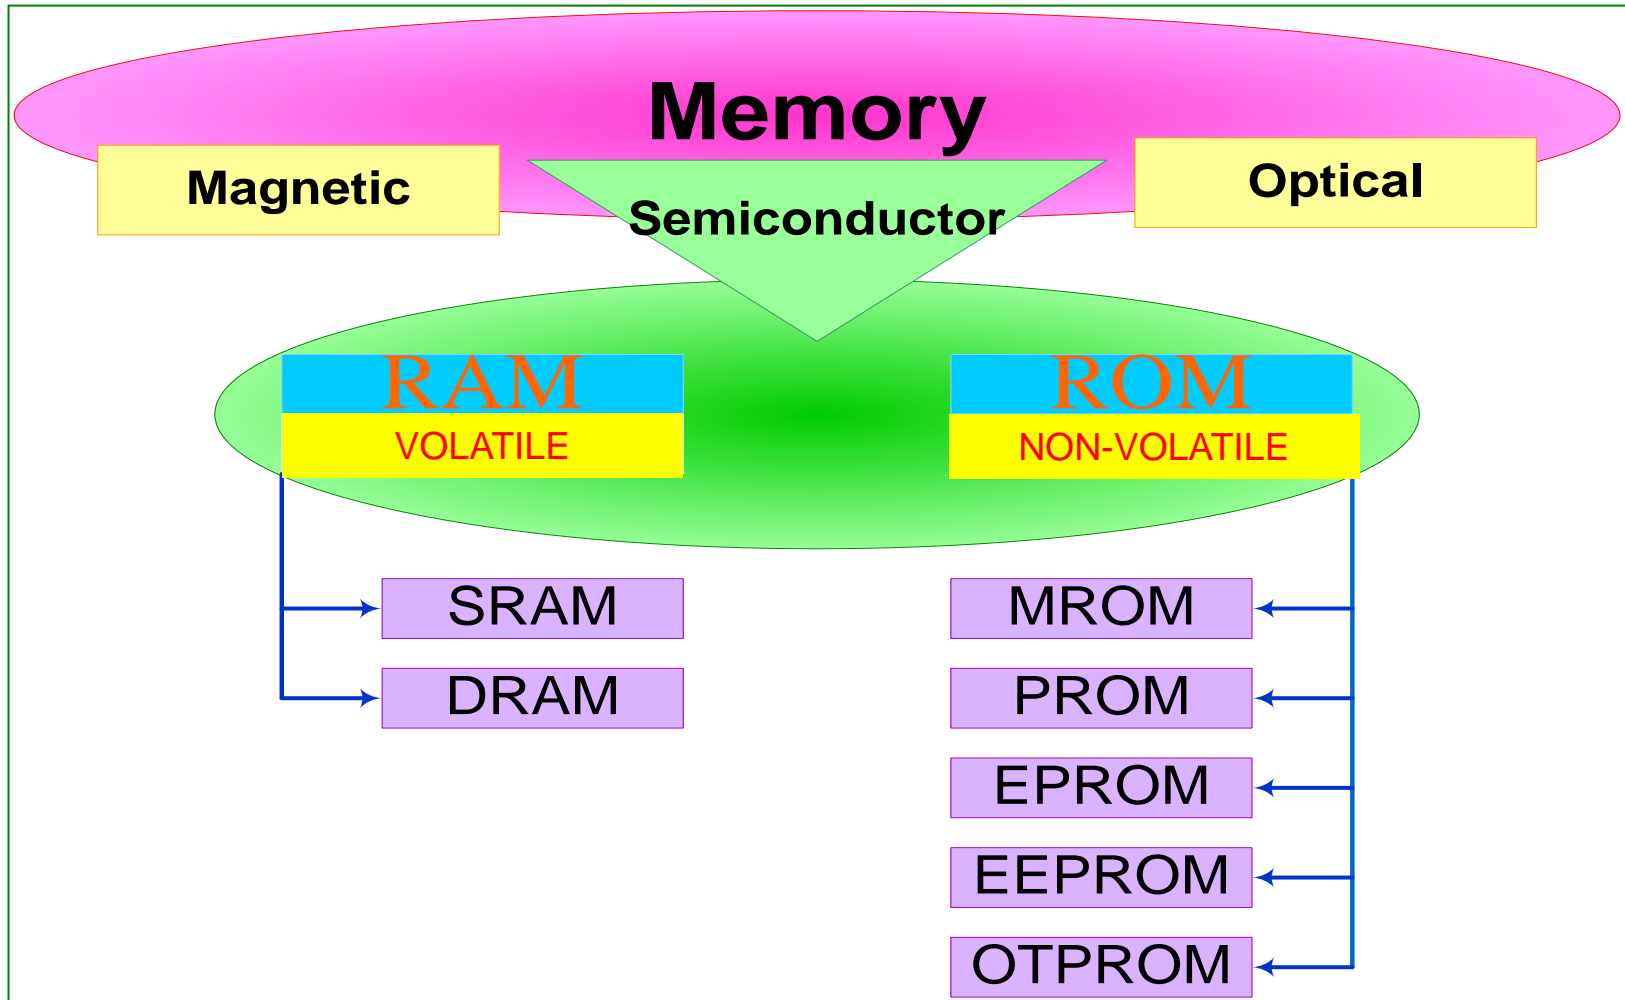 Memory
Magnetic
Semiconductor
Optical
RAM
VOLATILE
ROM
NON-VOLATILE
SRAM
DRAM
MROM
PROM
EPROM
EEPROM
OTPROM